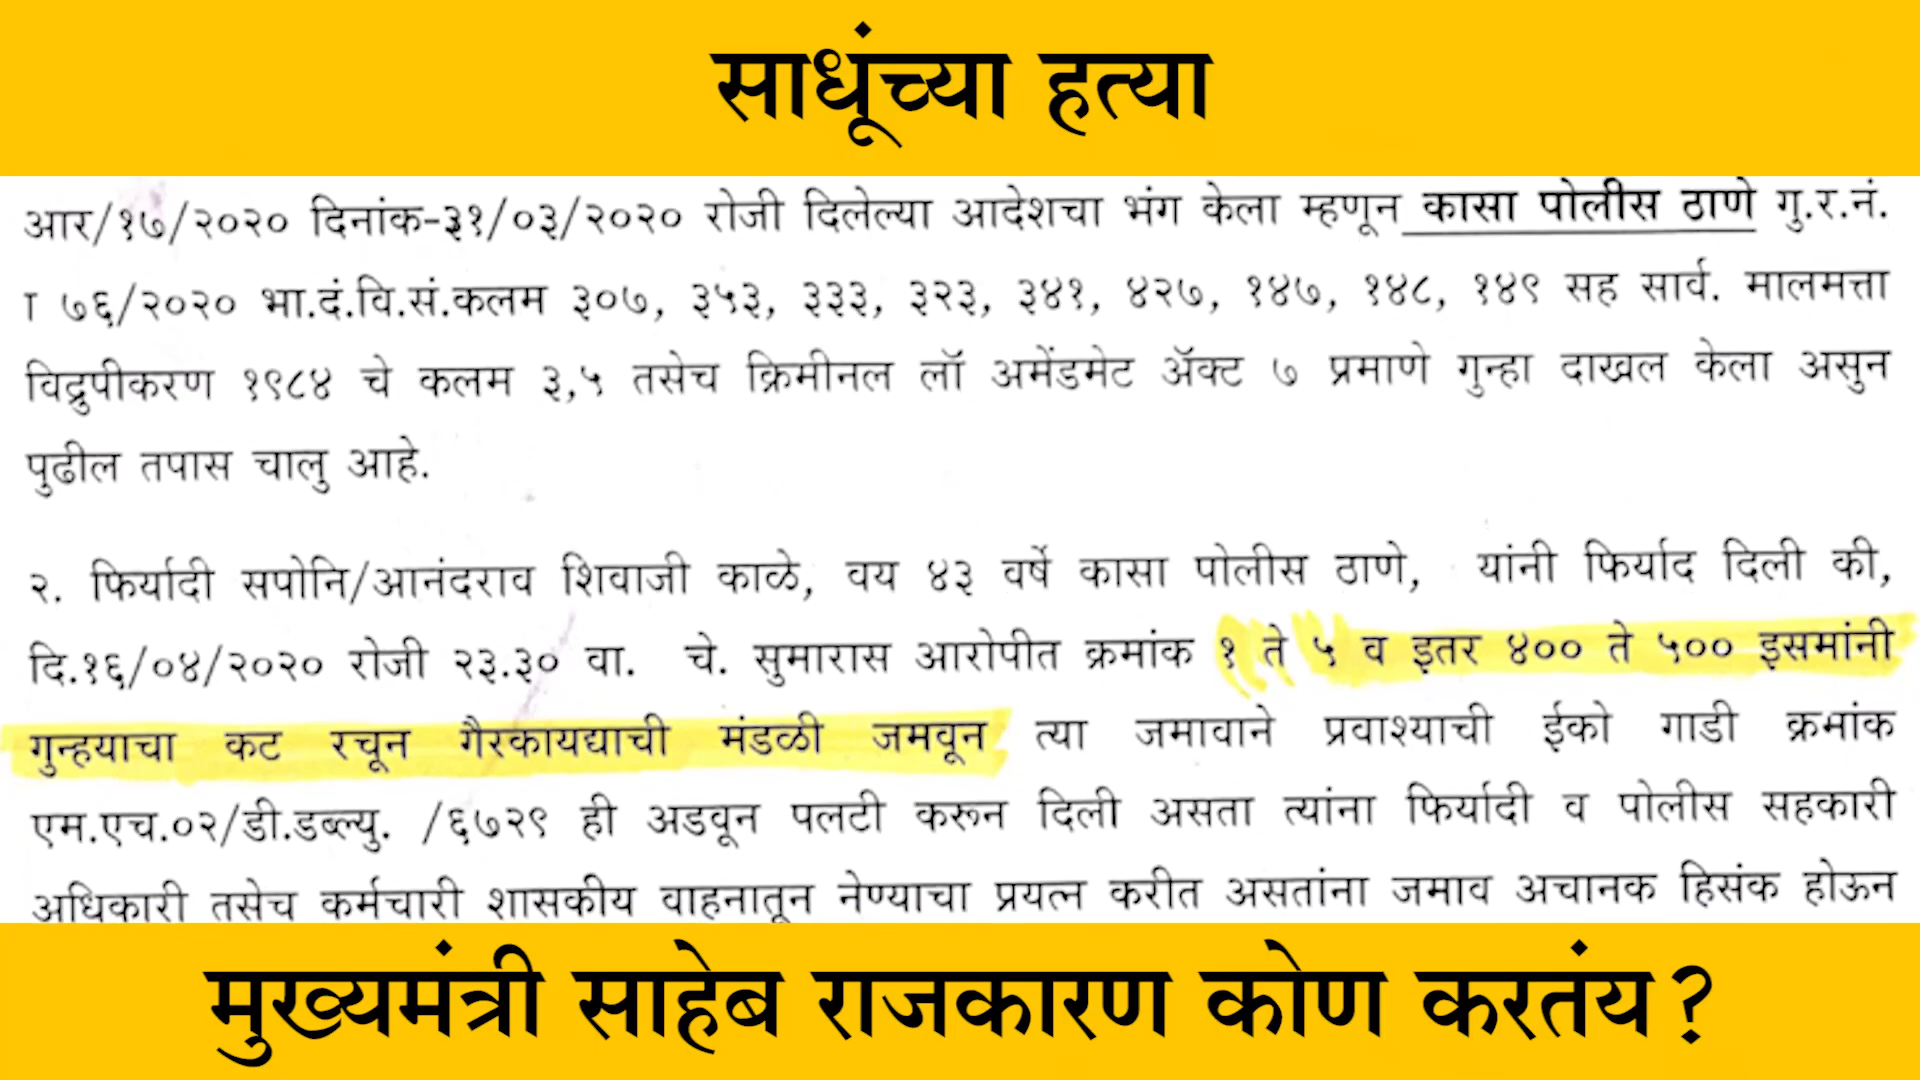 साधूंच्या हत्या
आर/१७/२०२० दिनांक-३१/०३/२०२० रोजी दिलेल्या आदेशचा भंग केला म्हणून कासा पोलीस ठाणे गु.र.नं.
७६/२०२० भा.दं.वि.सं.कलम ३०७, ३५३, ३३३, ३२३, ३४१, ४२७, १४७, १४८, १४९ सह सार्व. मालमत्ता
विद्रुपीकरण १९८४ चे कलम ३,५ तसेच क्रिमीनल लॉ अमेंडमेट ॲक्ट ७ प्रमाणे गुन्हा दाखल केला असुन
पुढील तपास चालु आहे.
२. फिर्यादी सपोनि/आनंदराव शिवाजी काळे, वय ४३ वर्षे कासा पोलीस ठाणे, यांनी फिर्याद दिली की,
दि.१६/०४/२०२० रोजी २३.३० वा. चे. सुमारास आरोपीत क्रमांक १ ते ५ व इतर ४०० ते ५०० इसमांनी
गुन्हयाचा कट रचून गैरकायद्याची मंडळी जमवून त्या जमावाने प्रवाश्याची ईको गाडी क्रमांक
एम.एच.०२/डी.डब्ल्यु. /६७२९ ही अडवून पलटी करून दिली असता त्यांना फिर्यादी व पोलीस सहकारी
अधिकारी तसेच कर्मचारी शासकीय वाहनातून नेण्याचा प्रयत्न करीत असतांना जमाव अचानक हिसंक होऊन
मुख्यमंत्री साहेब राजकारण कोण करतंय?